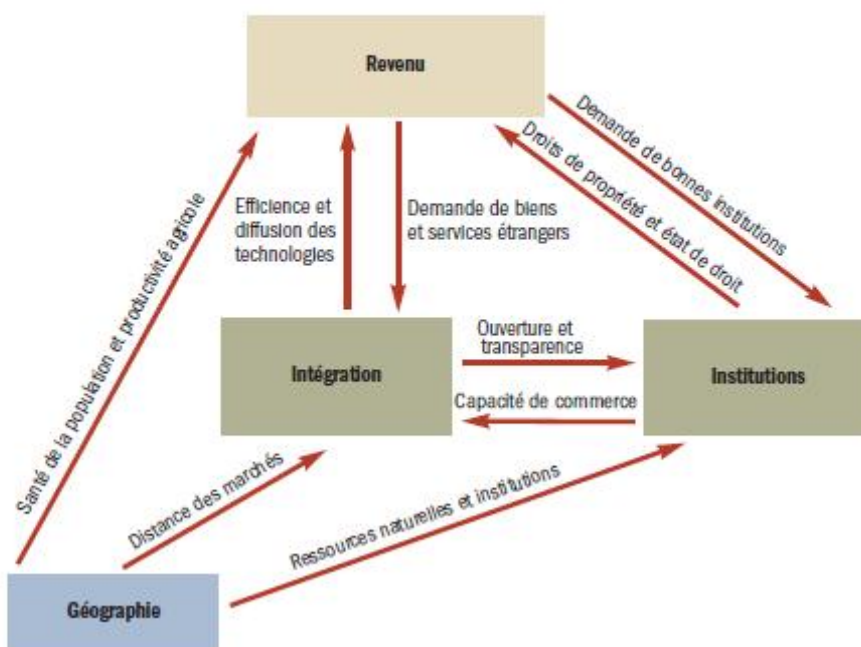 Revenu
Demande de bonnes institutions
Droits de propriété et état de droit
Santé de la population et productivité agricole
Efficience et
diffusion des
technologies
Demande de biens
et services étrangers
Intégration
Ouverture et
transparence
Capacité de commerce
Institutions
Distance des marchés
Ressources naturelles et institutions
Géographie